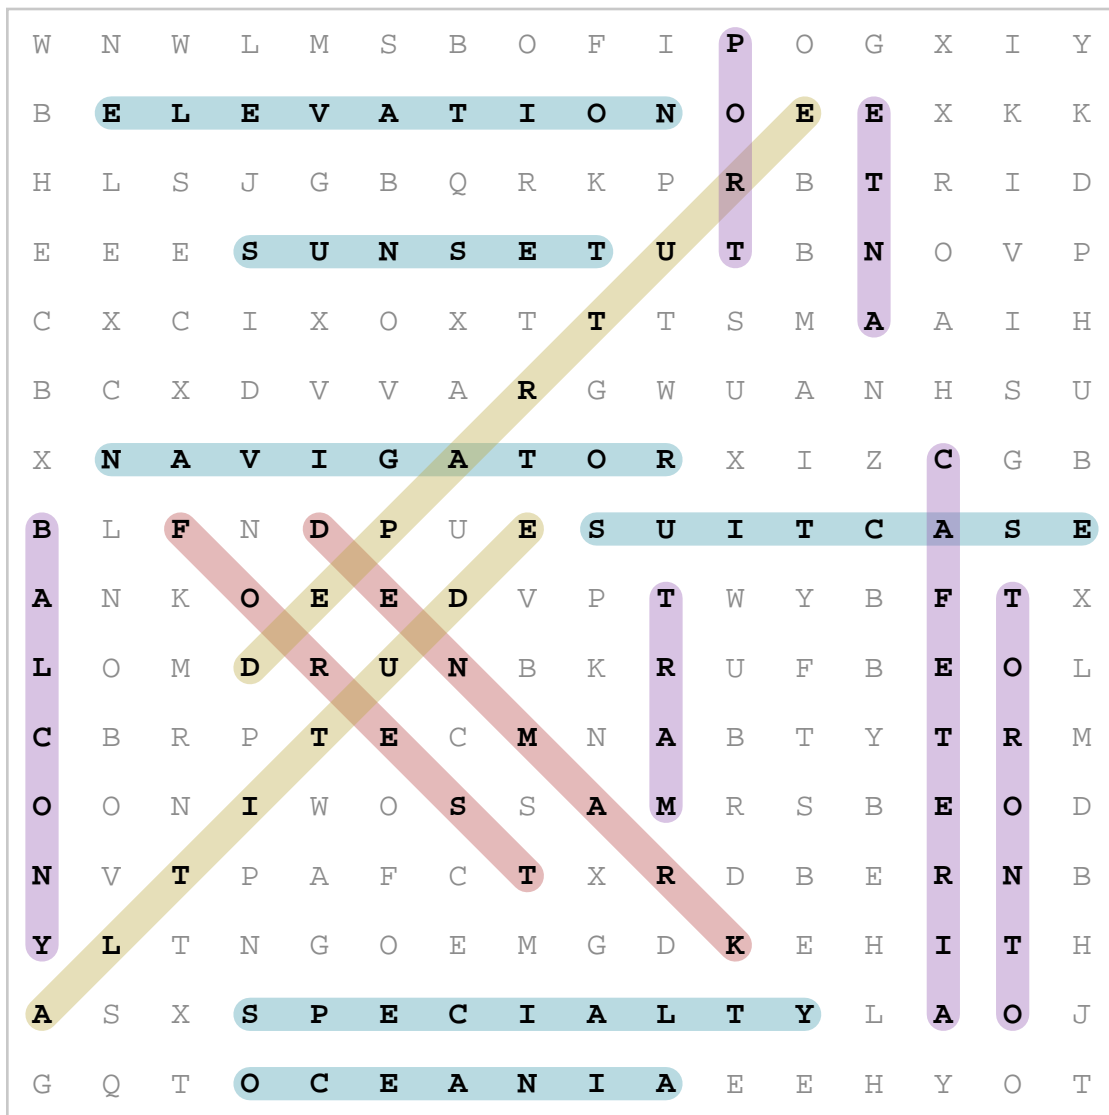 W N W L M S B O F I P O G X I Y
B E L E V A T I O N O E E X K K
H L S J G B Q R K P R B T R I D
E E E S U N S E T U T B N O V P
C X C I X O X T T T S M A A I H
B C X D V V A R G W U A N H S U
X N A V I G A T O R X I Z C G B
B L F N D P U E S U I T C A S E
A N K O E E D V P T W Y B F T X
L O M D R U N B K R U F B E O L
C B R P T E C M N A B T Y T R M
O O N I W O S S A M R S B E O D
N V T P A F C T X R D B E R N B
Y L T N G O E M G D K E H I T H
A S X S P E C I A L T Y L A O J
G Q T O C E A N I A E E H Y O T